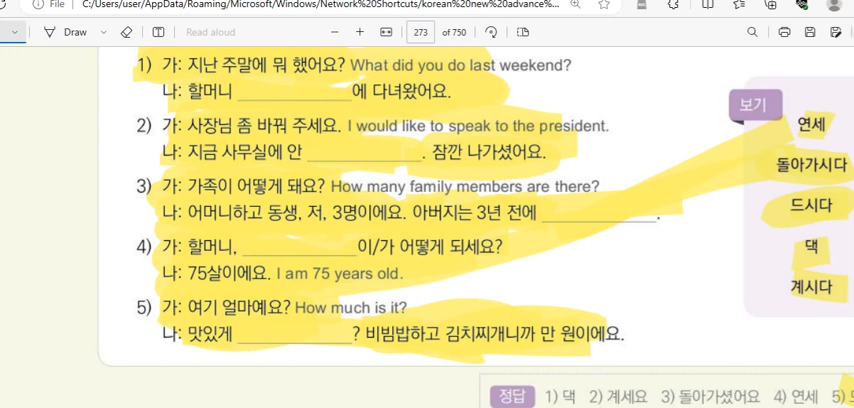 File
C:/Users/user/AppData/Roaming/Microsoft/Windows/Network%20Shortcuts/korean%20new%20advance%...
Draw
Read aloud
273 of 750
1) 가: 지난 주말에 뭐 했어요? What did you do last weekend?
나: 할머니 ____________에 다녀왔어요.
2) 가: 사장님 좀 바꿔 주세요. I would like to speak to the president.
나: 지금 사무실에 안 ____________. 잠깐 나가셨어요.
3) 가: 가족이 어떻게 돼요? How many family members are there?
나: 어머니하고 동생, 저, 3명이에요. 아버지는 3년 전에 ____________.
4) 가: 할머니, ____________이/가 어떻게 되세요?
나: 75살이에요. I am 75 years old.
5) 가: 여기 얼마예요? How much is it?
나: 맛있게 ____________? 비빔밥하고 김치찌개니까 만 원이에요.
보기
연세
돌아가시다
드시다
댁
계시다
정답 1) 댁 2) 계세요 3) 돌아가셨어요 4) 연세 5)